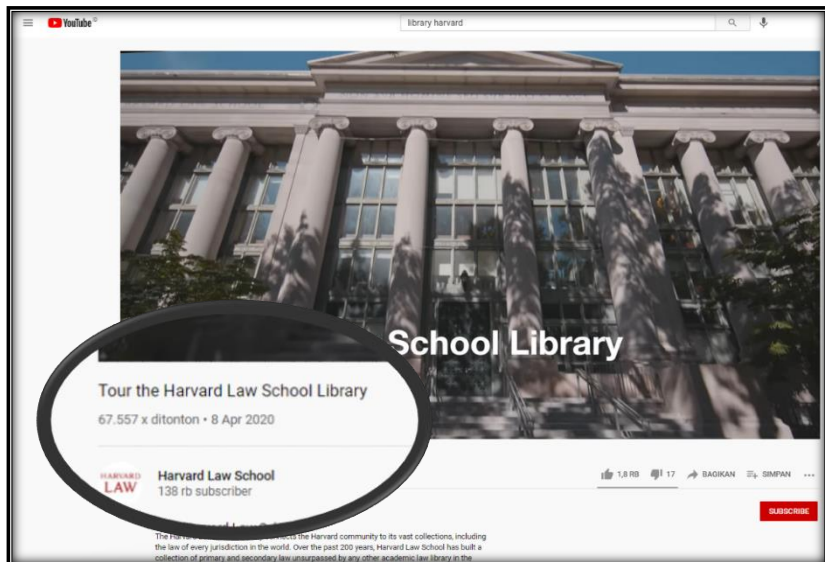 YouTube ID
library harvard
School Library
Tour the Harvard Law School Library
67.557 x ditonton • 8 Apr 2020
1,8 RB 17 BAGIKAN SIMPAN
HARVARD
LAW
Harvard Law School
138 rb subscriber
SUBSCRIBE
the Harvard community to its vast collections, including
the law of every jurisdiction in the world. Over the past 200 years, Harvard Law School has built a
collection of primary and secondary law unsurpassed by any other academic law library in the